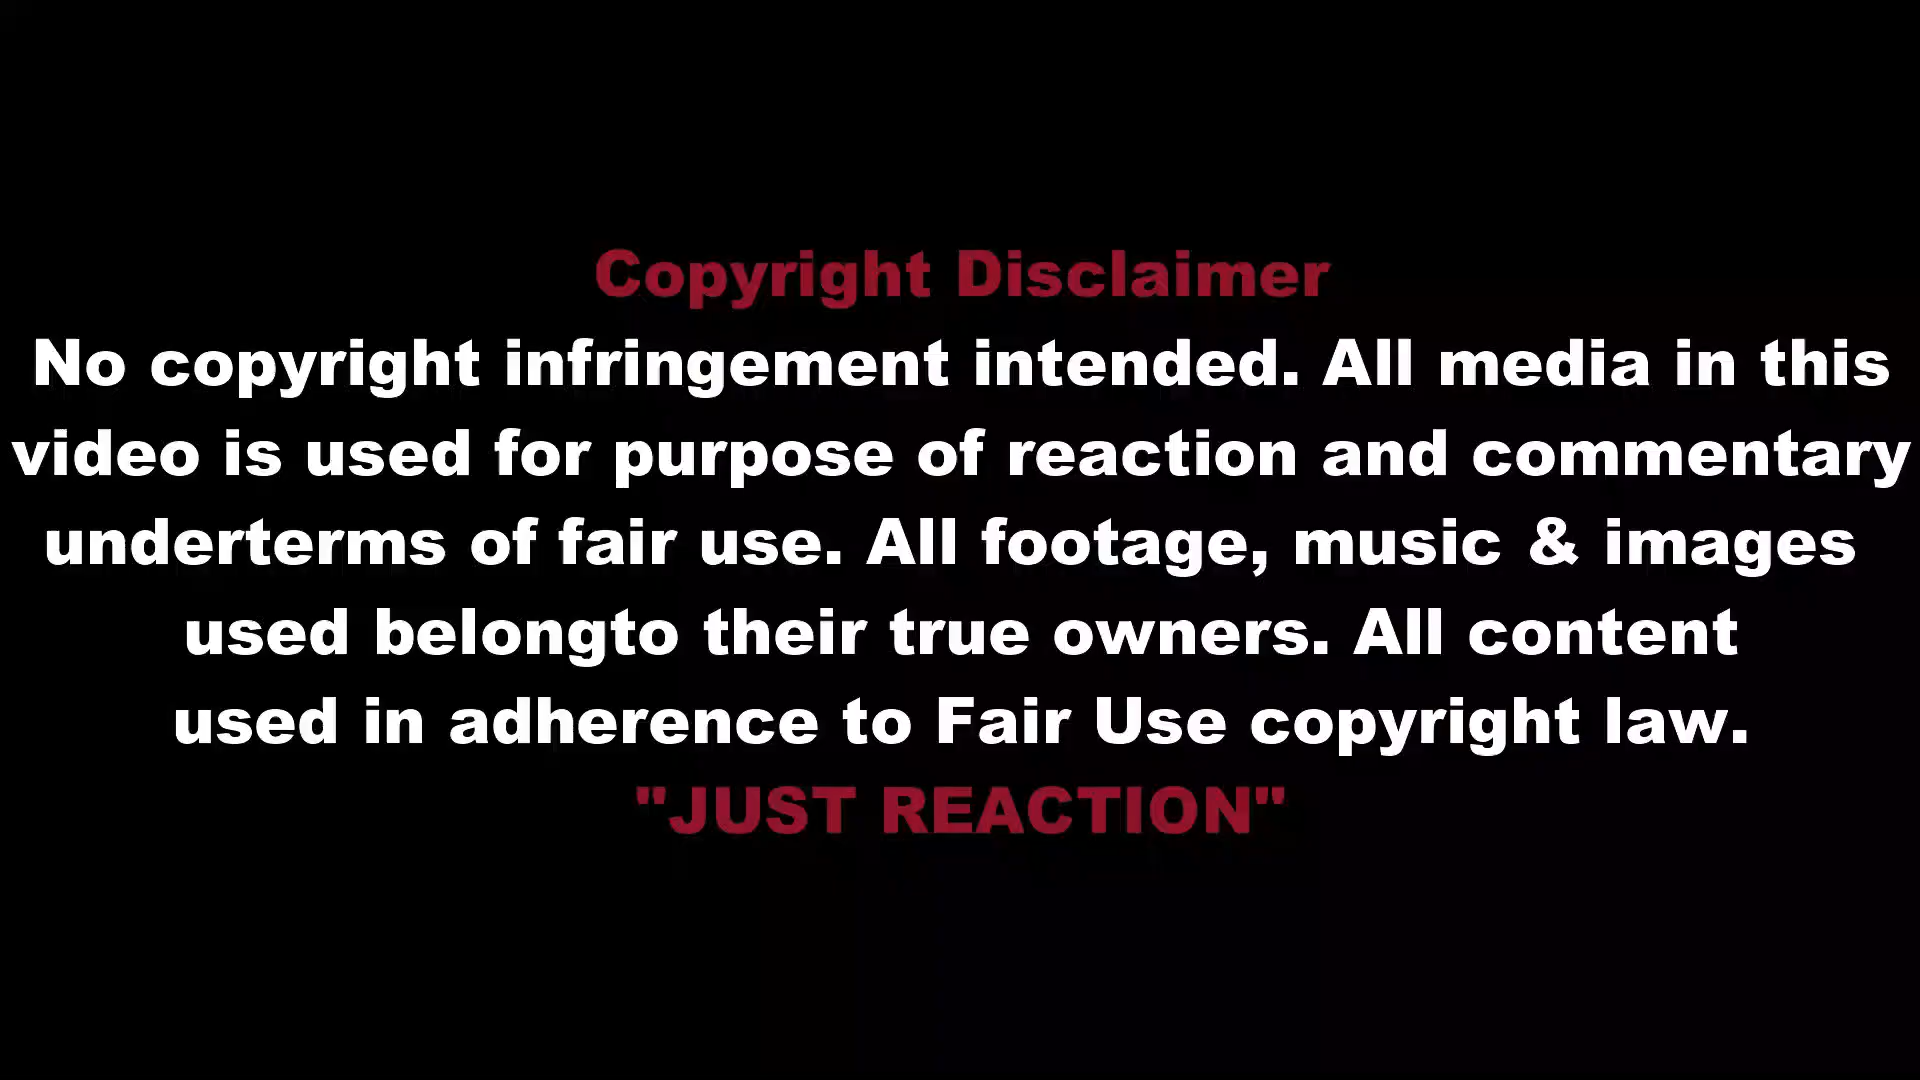 Copyright Disclaimer
No copyright infringement intended. All media in this
video is used for purpose of reaction and commentary
underterms of fair use. All footage, music & images
used belongto their true owners. All content
used in adherence to Fair Use copyright law.
"JUST REACTION"